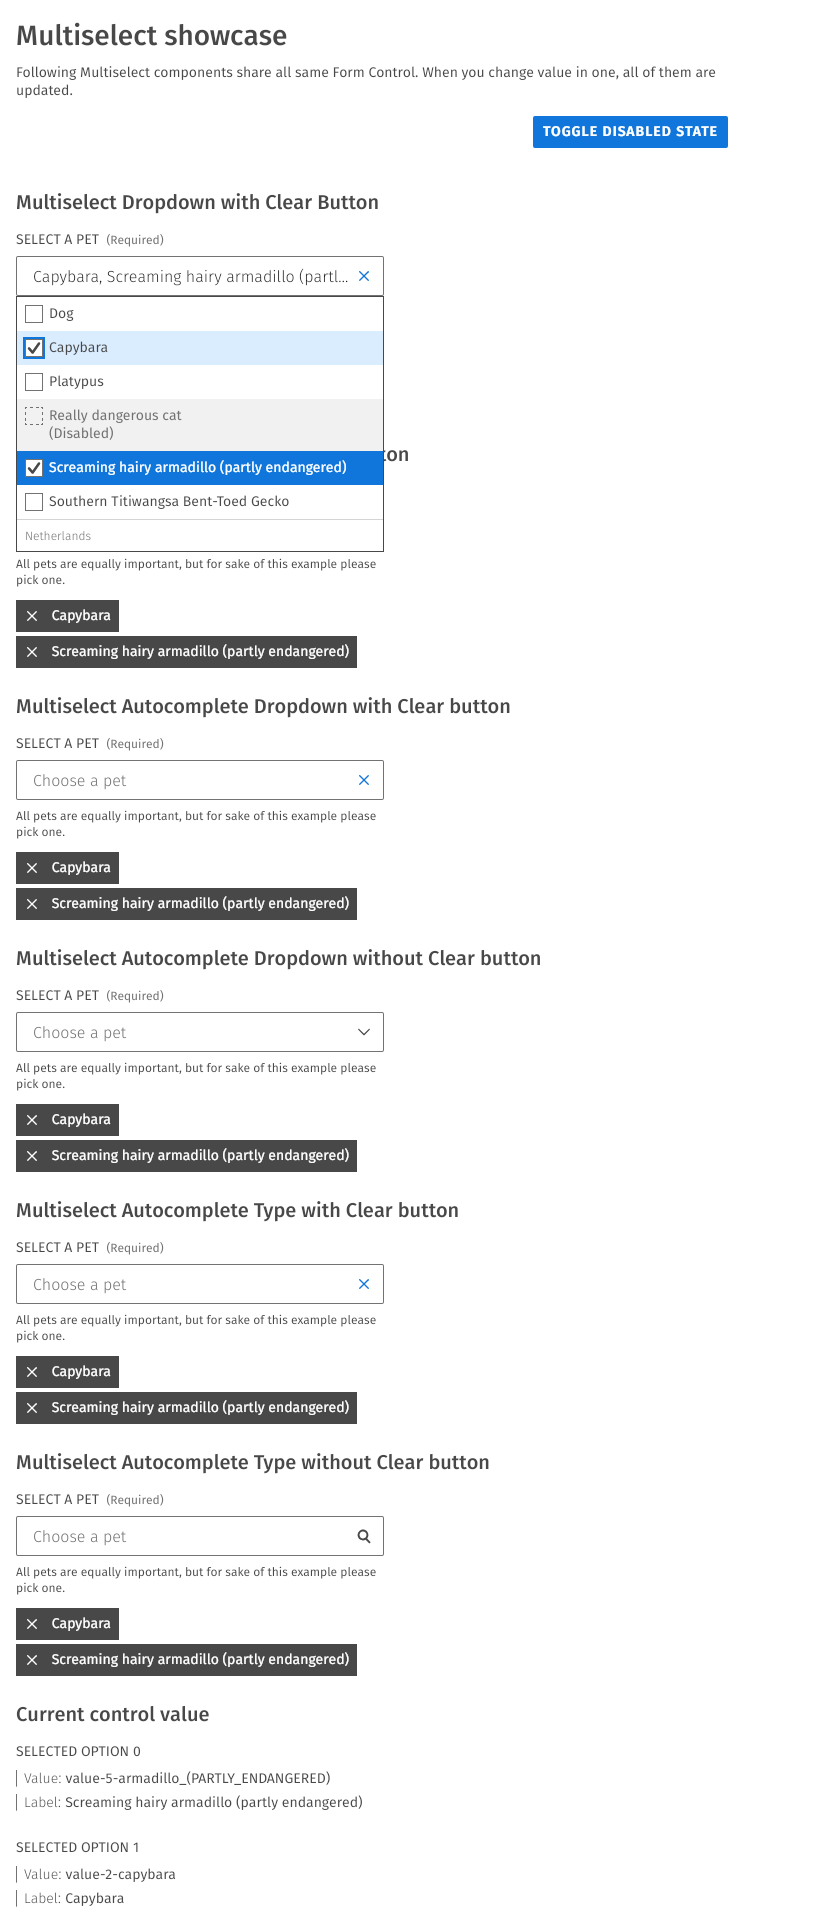 Multiselect showcase
Following Multiselect components share all same Form Control. When you change value in one, all of them are
updated.
TOGGLE DISABLED STATE
Multiselect Dropdown with Clear Button
SELECT A PET (Required)
Capybara, Screaming hairy armadillo (partl...
Dog
Capybara
Platypus
Really dangerous cat
(Disabled)
Screaming hairy armadillo (partly endangered)
Southern Titiwangsa Bent-Toed Gecko
Netherlands
All pets are equally important, but for sake of this example please
pick one.
Capybara
Screaming hairy armadillo (partly endangered)
Multiselect Autocomplete Dropdown with Clear button
SELECT A PET (Required)
Choose a pet
All pets are equally important, but for sake of this example please
pick one.
Capybara
Screaming hairy armadillo (partly endangered)
Multiselect Autocomplete Dropdown without Clear button
SELECT A PET (Required)
Choose a pet
All pets are equally important, but for sake of this example please
pick one.
Capybara
Screaming hairy armadillo (partly endangered)
Multiselect Autocomplete Type with Clear button
SELECT A PET (Required)
Choose a pet
All pets are equally important, but for sake of this example please
pick one.
Capybara
Screaming hairy armadillo (partly endangered)
Multiselect Autocomplete Type without Clear button
SELECT A PET (Required)
Choose a pet
All pets are equally important, but for sake of this example please
pick one.
Capybara
Screaming hairy armadillo (partly endangered)
Current control value
SELECTED OPTION 0
Value: value-5-armadillo_(PARTLY_ENDANGERED)
Label: Screaming hairy armadillo (partly endangered)
SELECTED OPTION 1
Value: value-2-capybara
Label: Capybara